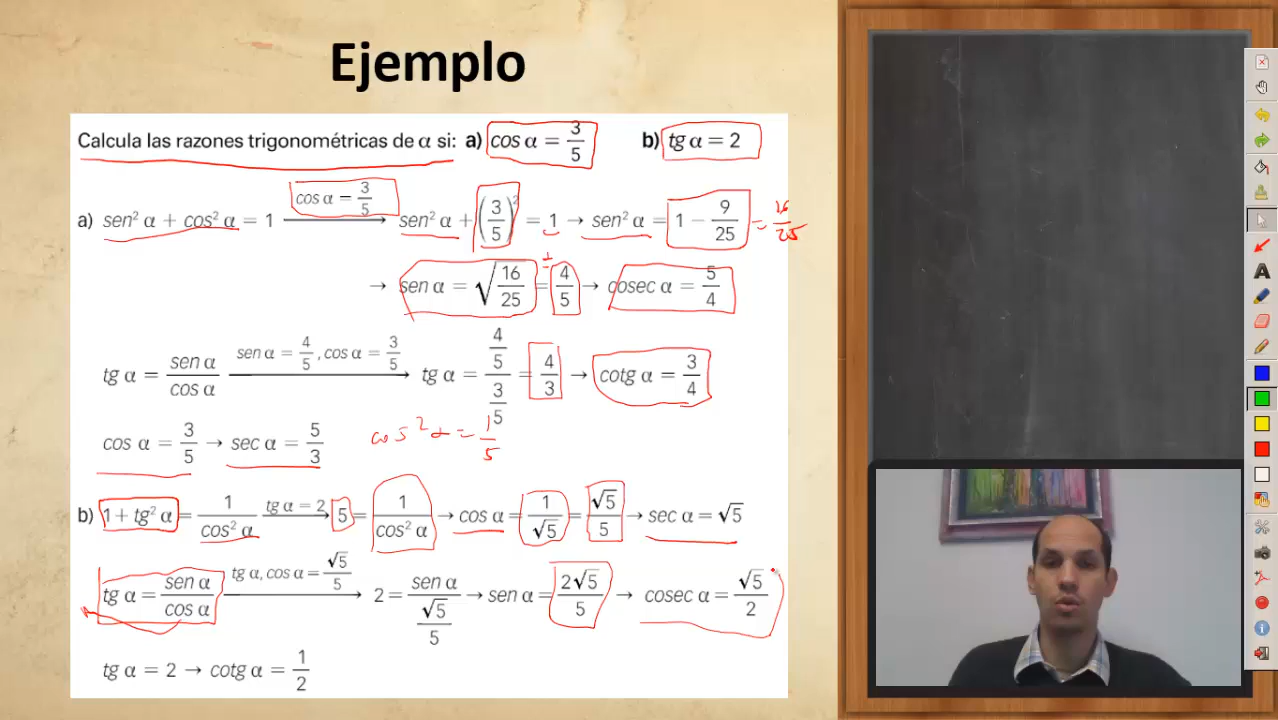 Ejemplo
Calcula las razones trigonométricas de α si: a) cos α = 3/5 b) tg α = 2
a) sen² α + cos² α = 1 cos α = 3/5 → sen² α + (3/5)² = 1 → sen² α = 1 − 9/25 = 16/25
→ sen α = √(16/25) = ± 4/5 → cosec α = 5/4
tg α = sen α / cos α sen α = 4/5 , cos α = 3/5 → tg α = (4/5)/(3/5) = 4/3 → cotg α = 3/4
cos α = 3/5 → sec α = 5/3 cos² α = 1/5
b) 1 + tg² α = 1/cos² α tg α = 2 → 5 = 1/cos² α → cos α = 1/√5 = √5/5 → sec α = √5
tg α = sen α / cos α tg α, cos α = √5/5 → 2 = sen α / (√5/5) → sen α = 2√5/5 → cosec α = √5/2
tg α = 2 → cotg α = 1/2